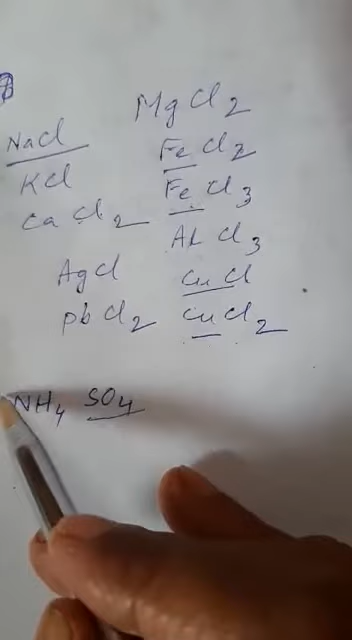 MgCl2
NaCl
FeCl2
KCl
FeCl3
CaCl2
AlCl3
AgCl
CuCl
PbCl2
CuCl2
NH4 SO4